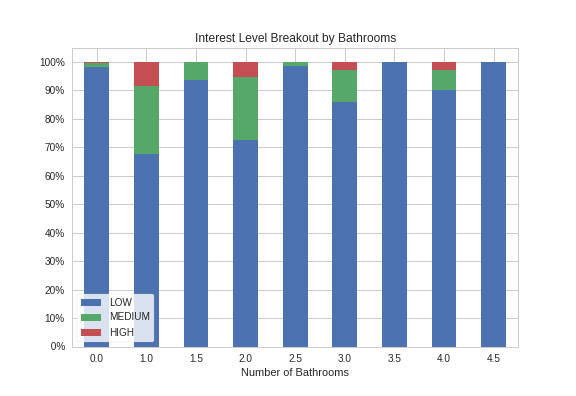 Interest Level Breakout by Bathrooms
100%
90%
80%
70%
60%
50%
40%
30%
20%
10%
0%
LOW
MEDIUM
HIGH
0.0 1.0 1.5 2.0 2.5 3.0 3.5 4.0 4.5
Number of Bathrooms